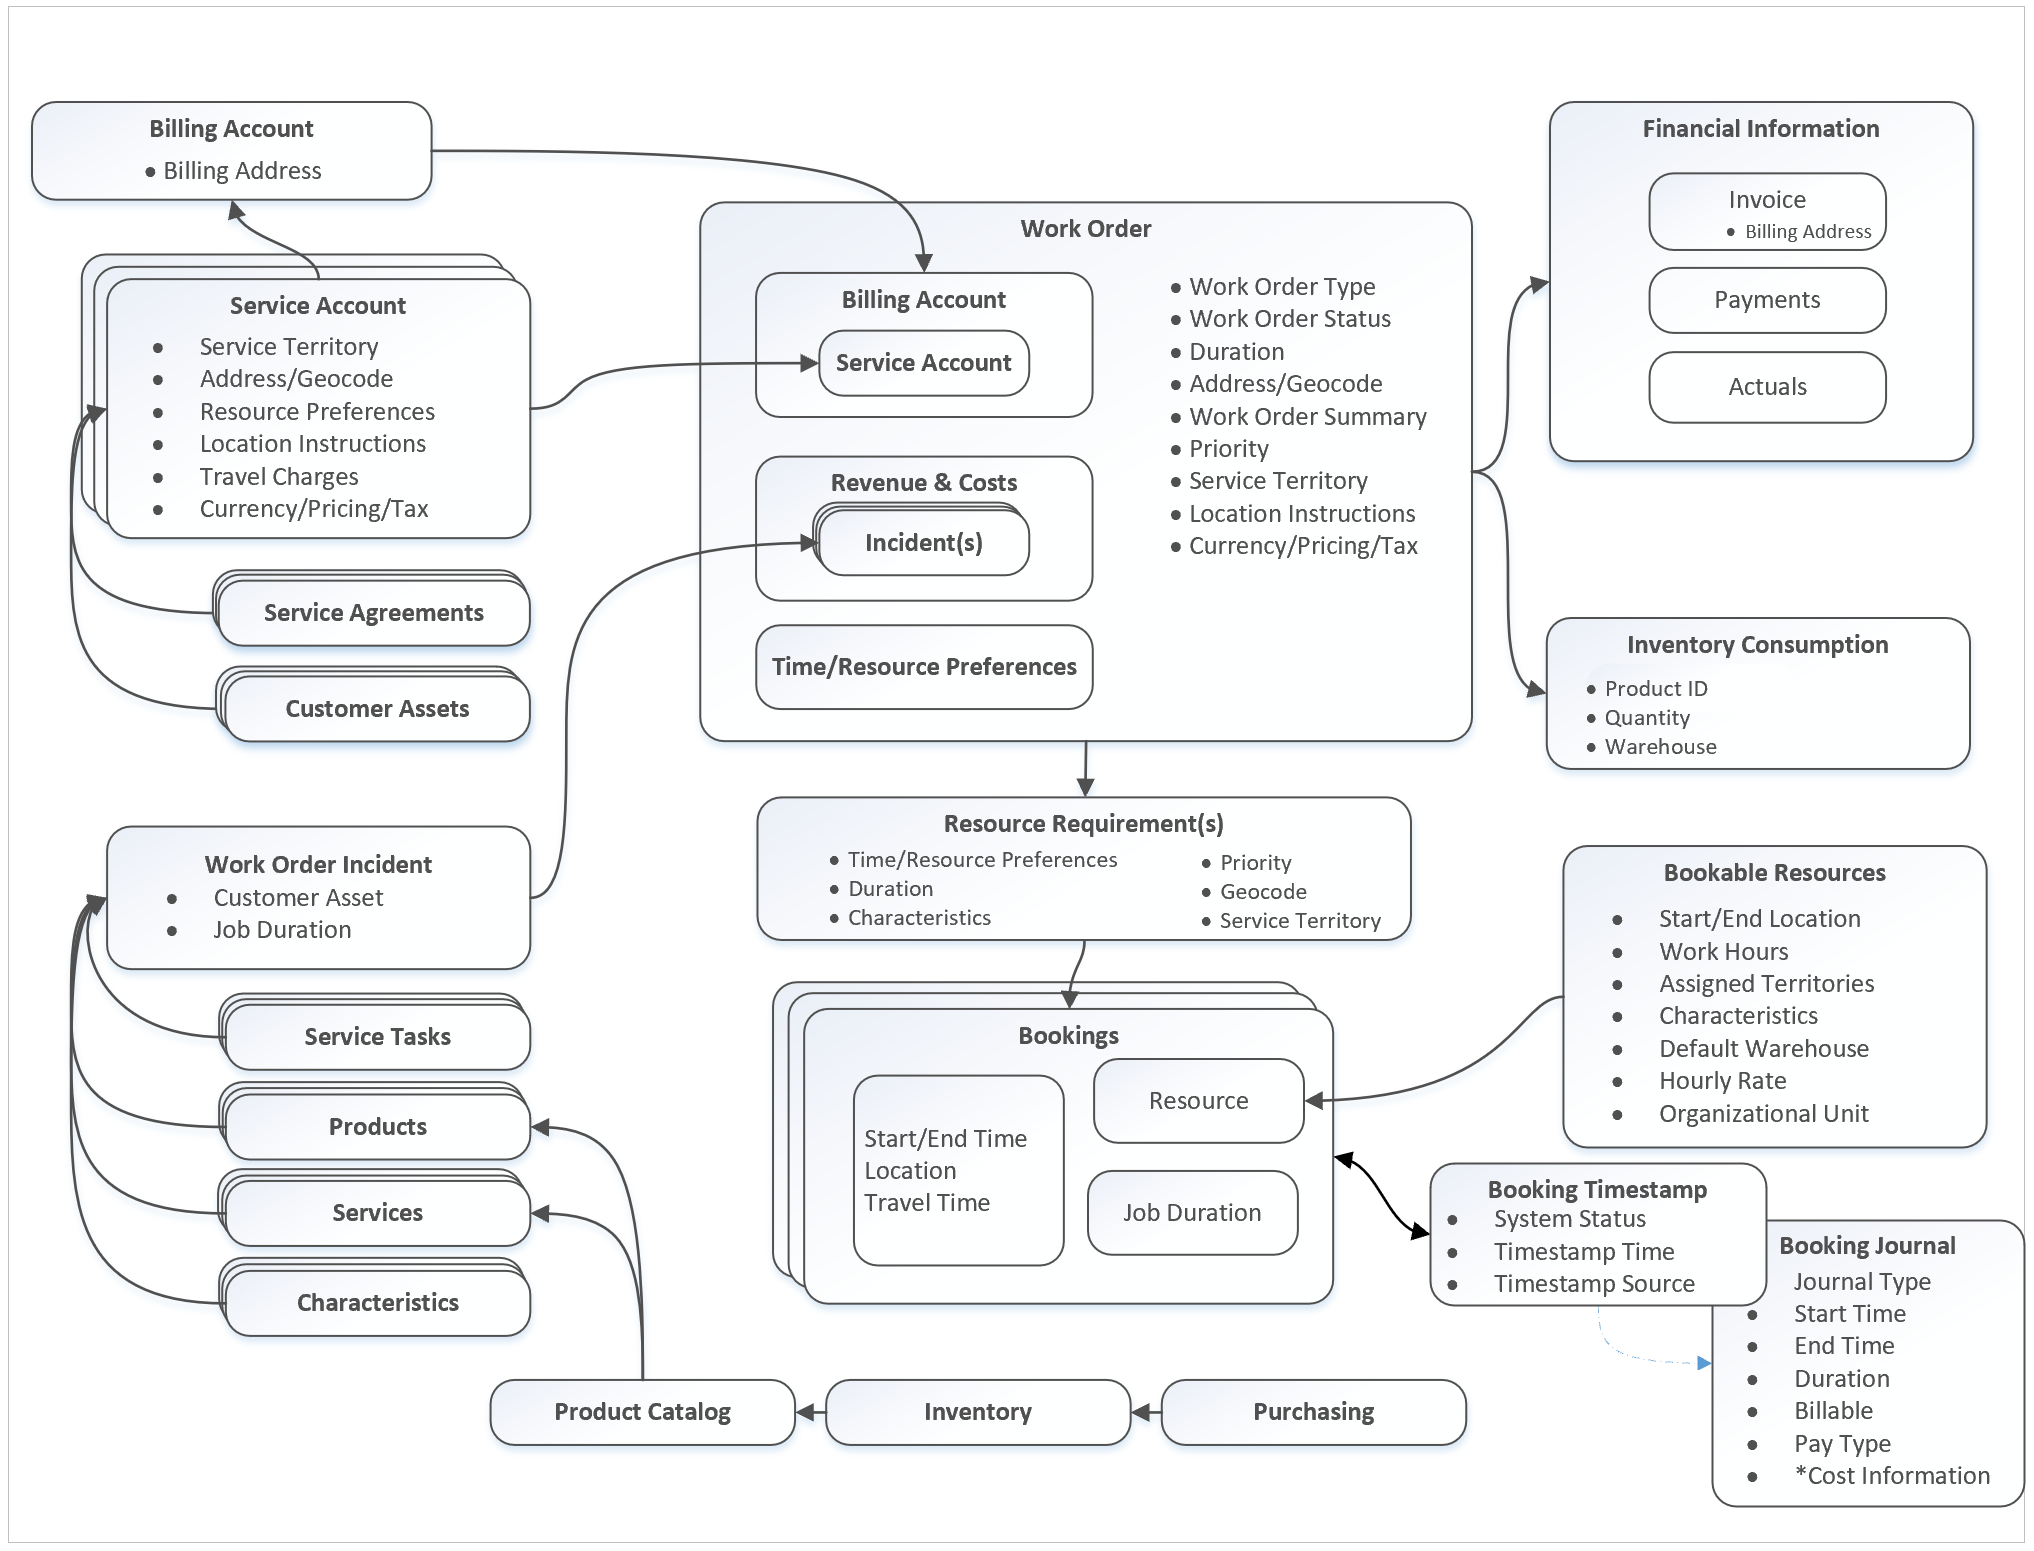 Billing Account
• Billing Address
Service Account
• Service Territory
• Address/Geocode
• Resource Preferences
• Location Instructions
• Travel Charges
• Currency/Pricing/Tax
Service Agreements
Customer Assets
Work Order Incident
• Customer Asset
• Job Duration
Service Tasks
Products
Services
Characteristics
Work Order
Billing Account
Service Account
Revenue & Costs
Incident(s)
Time/Resource Preferences
• Work Order Type
• Work Order Status
• Duration
• Address/Geocode
• Work Order Summary
• Priority
• Service Territory
• Location Instructions
• Currency/Pricing/Tax
Resource Requirement(s)
• Time/Resource Preferences
• Duration
• Characteristics
• Priority
• Geocode
• Service Territory
Bookings
Start/End Time
Location
Travel Time
Resource
Job Duration
Product Catalog
Inventory
Purchasing
Financial Information
Invoice
• Billing Address
Payments
Actuals
Inventory Consumption
• Product ID
• Quantity
• Warehouse
Bookable Resources
• Start/End Location
• Work Hours
• Assigned Territories
• Characteristics
• Default Warehouse
• Hourly Rate
• Organizational Unit
Booking Timestamp
• System Status
• Timestamp Time
• Timestamp Source
Booking Journal
Journal Type
• Start Time
• End Time
• Duration
• Billable
• Pay Type
• *Cost Information